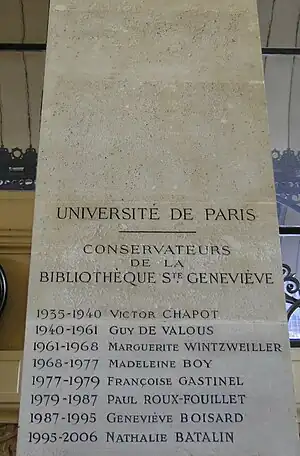 UNIVERSITÉ DE PARIS
CONSERVATEURS
DE LA
BIBLIOTHÈQUE STE GENEVIÈVE
1935-1940 VICTOR CHAPOT
1940-1961 GUY DE VALOUS
1961-1968 MARGUERITE WINTZWEILLER
1968-1977 MADELEINE BOY
1977-1979 FRANÇOISE GASTINEL
1979-1987 PAUL ROUX-FOUILLET
1987-1995 GENEVIÈVE BOISARD
1995-2006 NATHALIE BATALIN